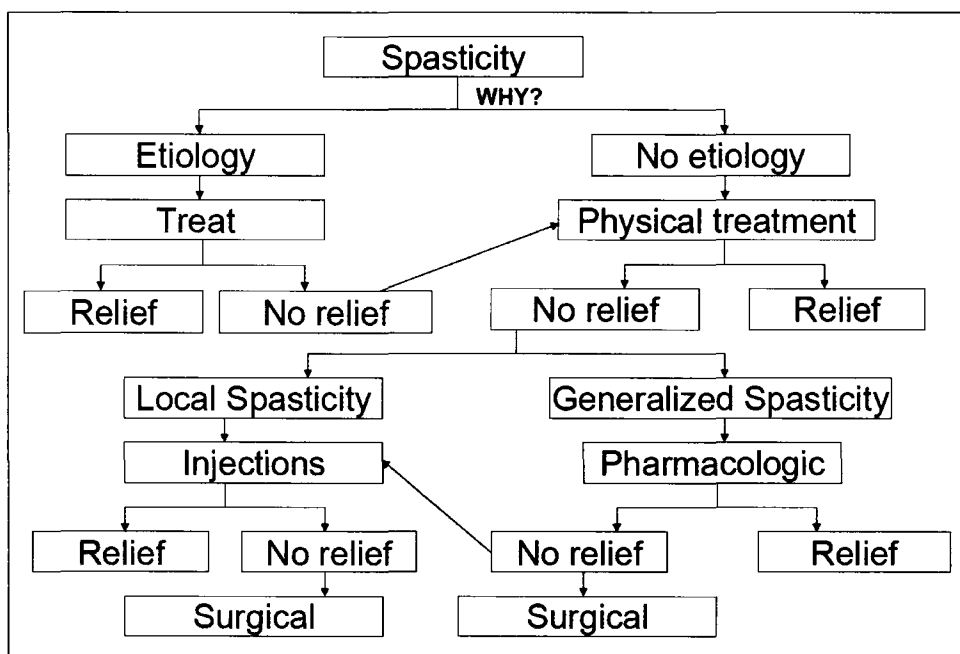 Spasticity
WHY?
Etiology
No etiology
Treat
Physical treatment
Relief
No relief
No relief
Relief
Local Spasticity
Generalized Spasticity
Injections
Pharmacologic
Relief
No relief
No relief
Relief
Surgical
Surgical